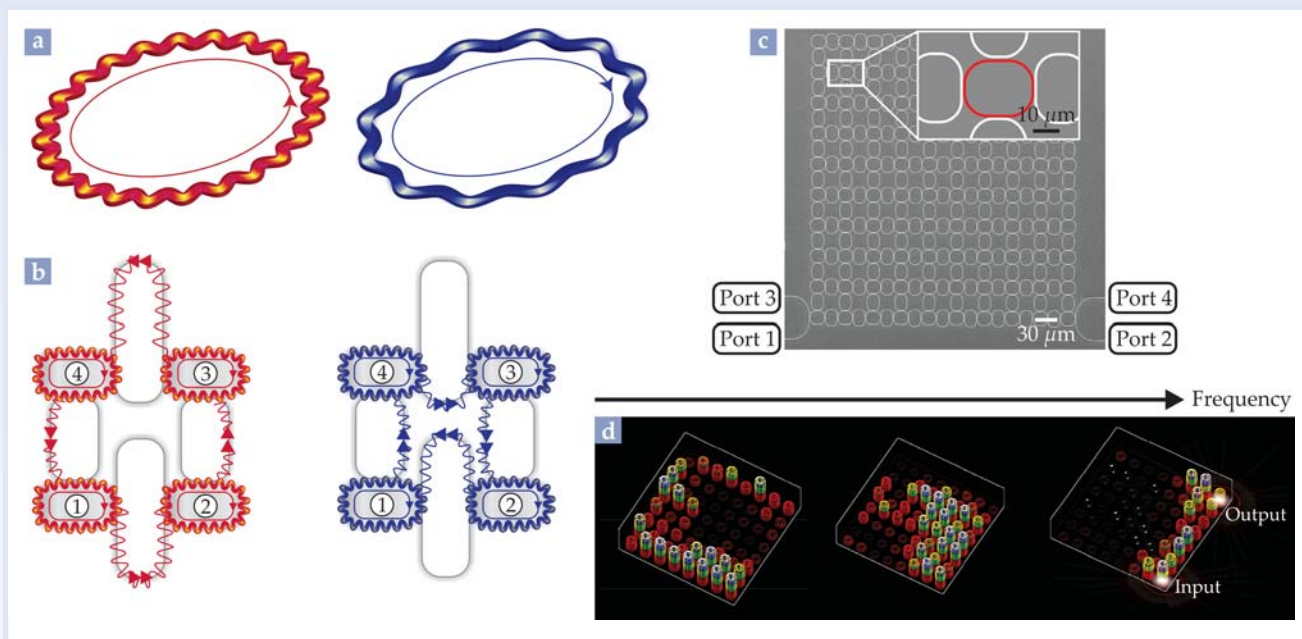 a
c
10 μm
b
Port 3
Port 4
Port 1
Port 2
30 μm
4
3
4
3
1
2
1
2
Frequency
d
Output
Input